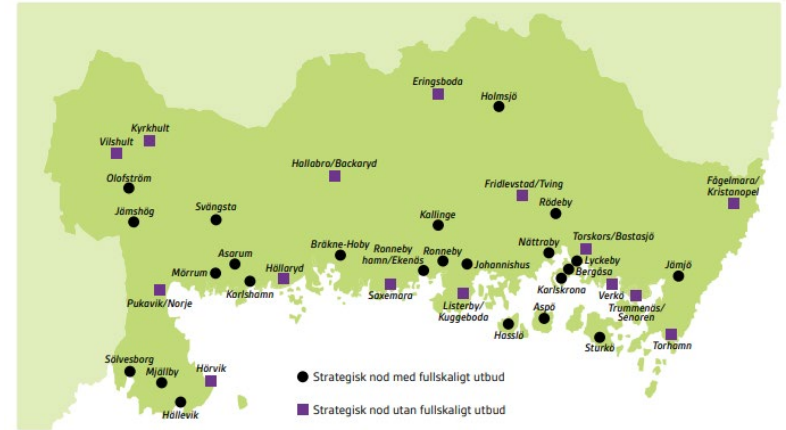 Eringsboda
Holmsjö
Kyrkhult
Vilshult
Olofström
Jämshög
Svängsta
Hallabro/Backaryd
Fridlevstad/Tving
Rödeby
Fågelmara/
Kristanopel
Kallinge
Nättraby
Torskors/Bastasjö
Lyckeby
Bergåsa
Karlskrona
Bräkne-Hoby
Ronneby
hamn/Ekenäs
Ronneby
Johannishus
Asarum
Mörrum
Karlshamn
Hällaryd
Pukavik/Norje
Saxemara
Listerby/
Kuggeboda
Hasslö
Aspö
Verkö
Trummenäs/
Senoren
Jämjö
Sturkö
Torhamn
Sölvesborg
Mjällby
Hörvik
Hällevik
Strategisk nod med fullskaligt utbud
Strategisk nod utan fullskaligt utbud